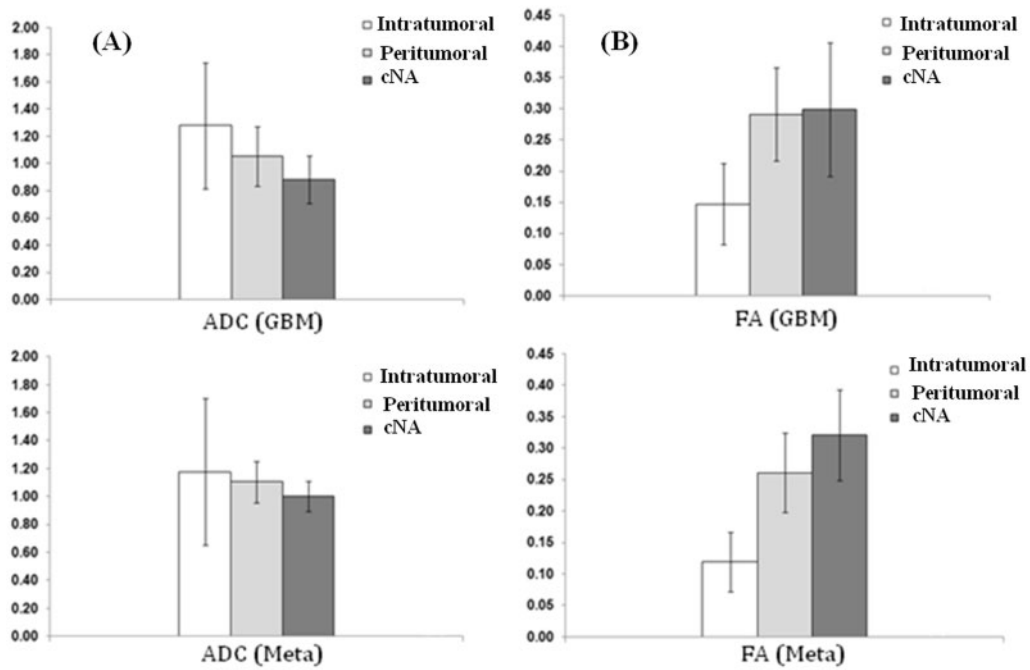 (A)
2.00
1.80
1.60
1.40
1.20
1.00
0.80
0.60
0.40
0.20
0.00
Intratumoral
Peritumoral
cNA
ADC (GBM)
(B)
0.45
0.40
0.35
0.30
0.25
0.20
0.15
0.10
0.05
0.00
Intratumoral
Peritumoral
cNA
FA (GBM)
2.00
1.80
1.60
1.40
1.20
1.00
0.80
0.60
0.40
0.20
0.00
Intratumoral
Peritumoral
cNA
ADC (Meta)
0.45
0.40
0.35
0.30
0.25
0.20
0.15
0.10
0.05
0.00
Intratumoral
Peritumoral
cNA
FA (Meta)